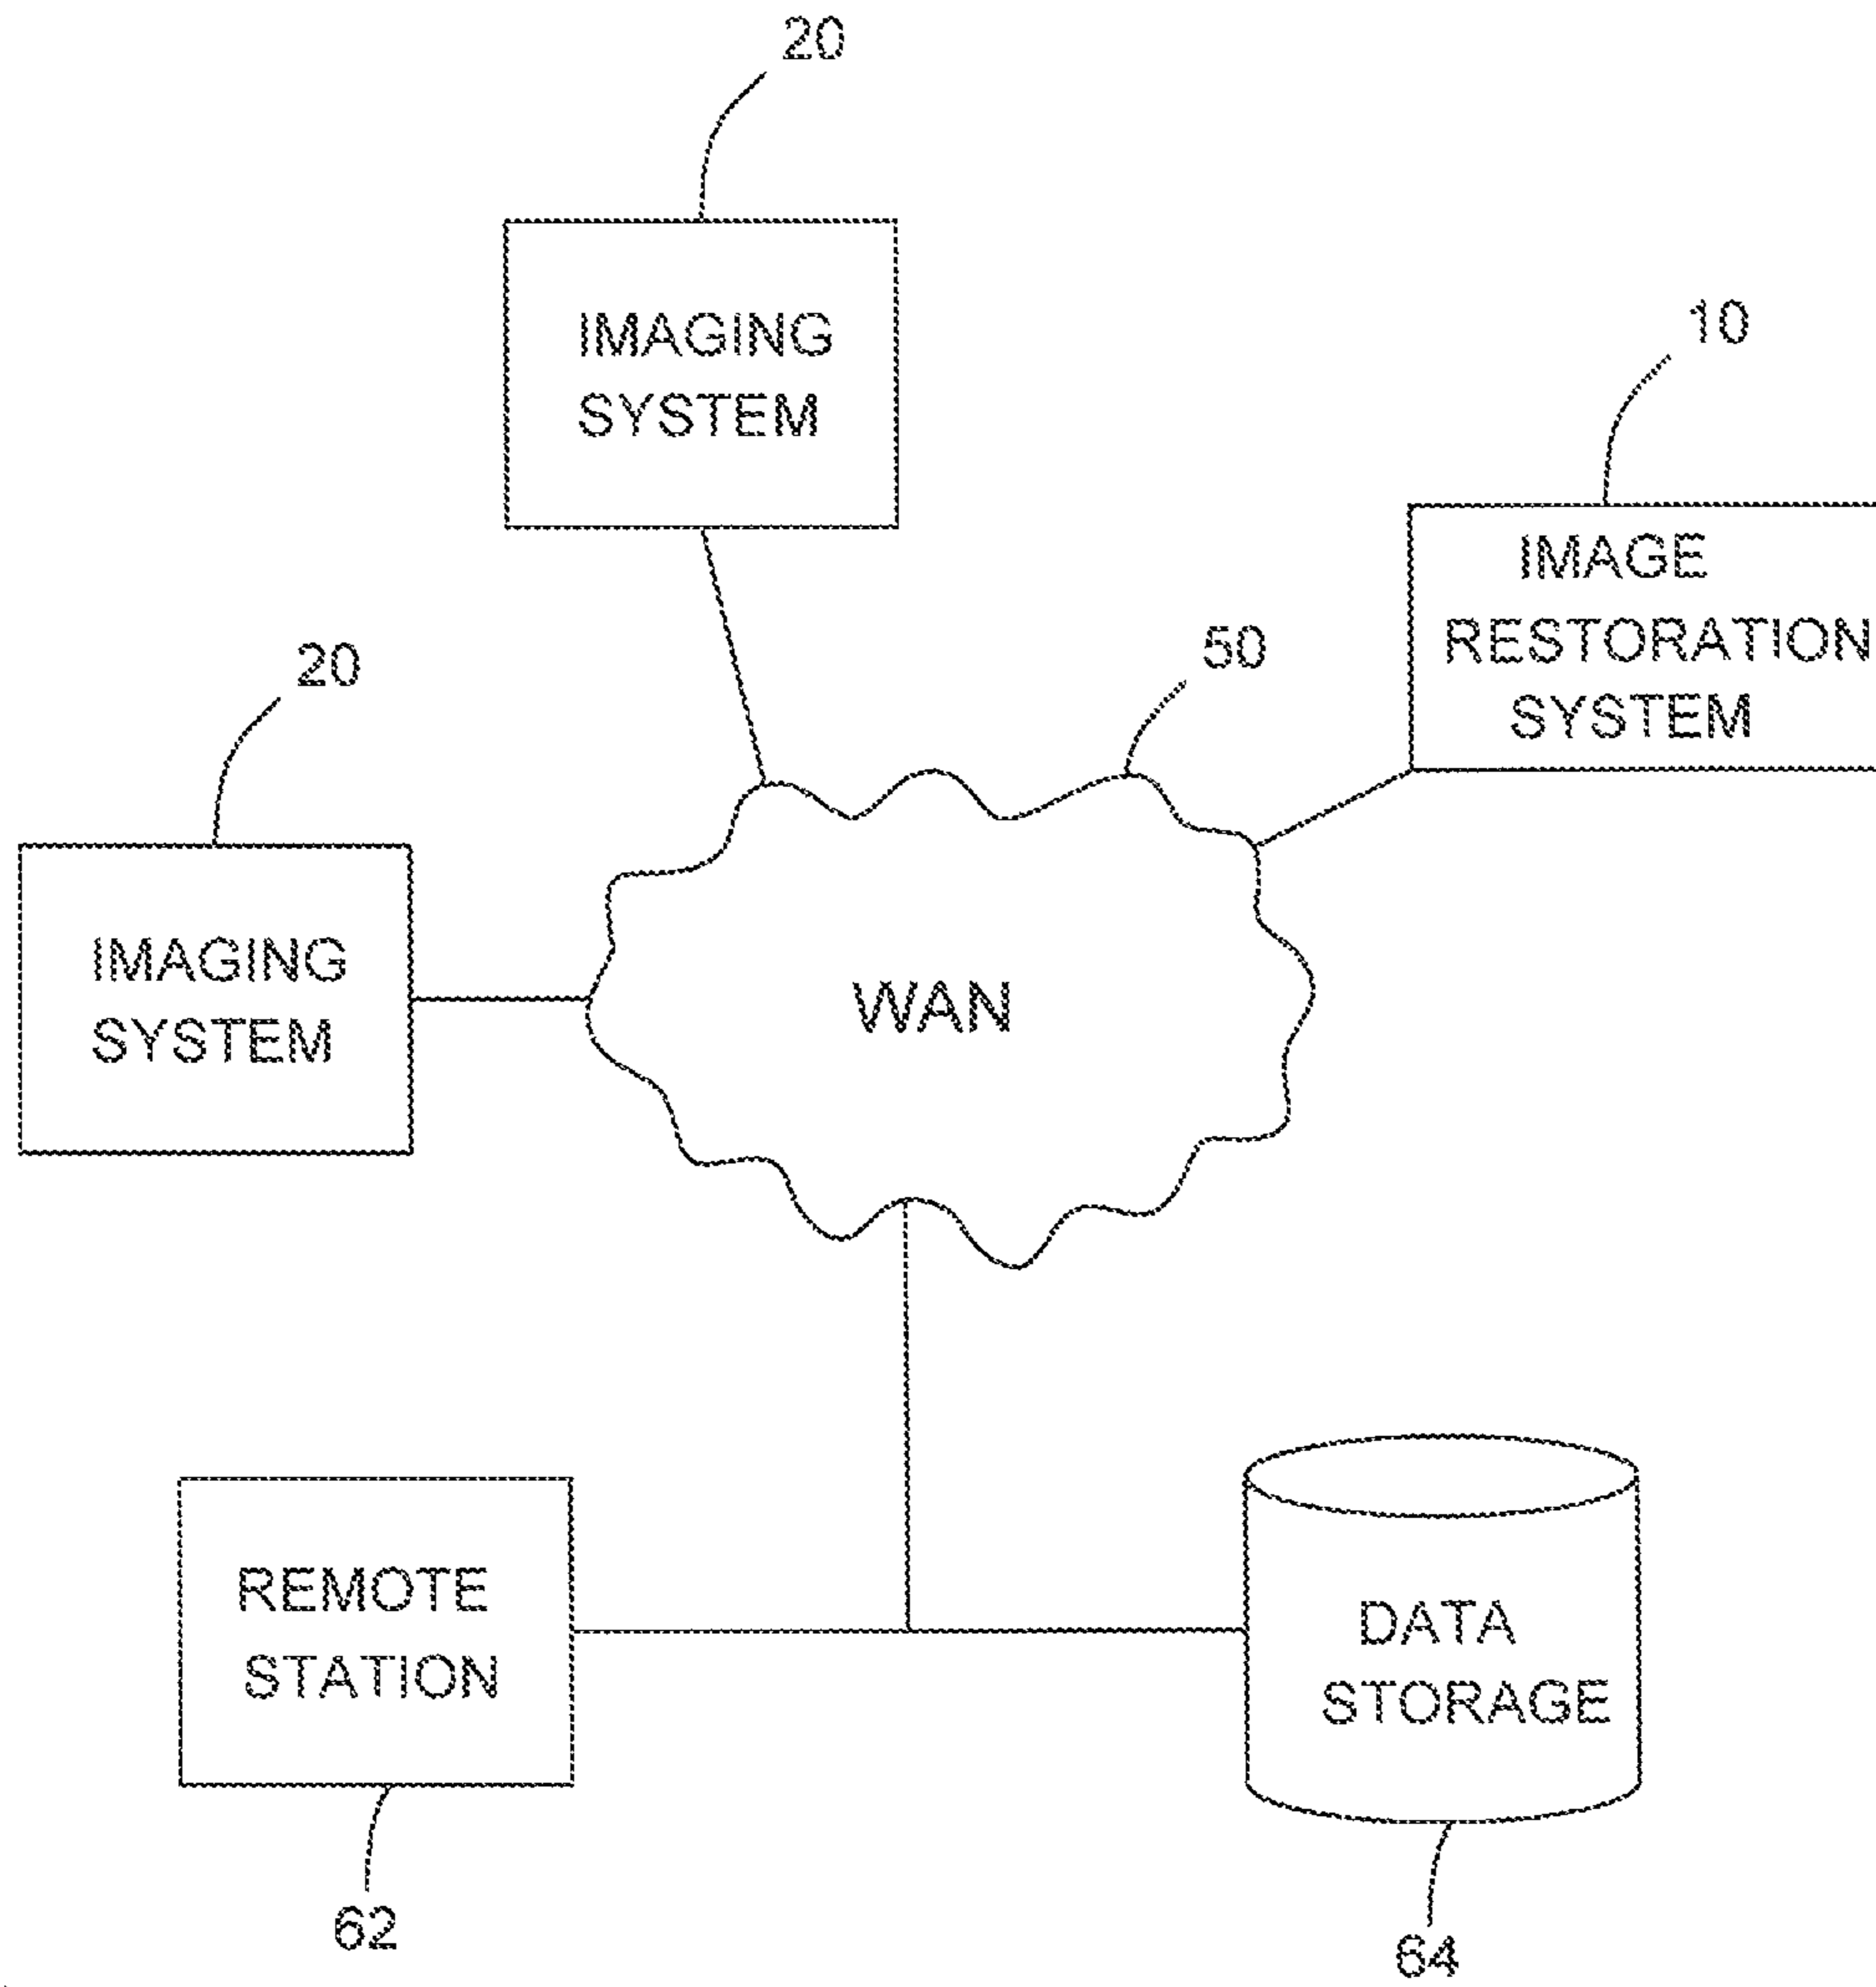 20
IMAGING
SYSTEM
10
IMAGE
RESTORATION
SYSTEM
50
20
IMAGING
SYSTEM
WAN
REMOTE
STATION
DATA
STORAGE
62
64